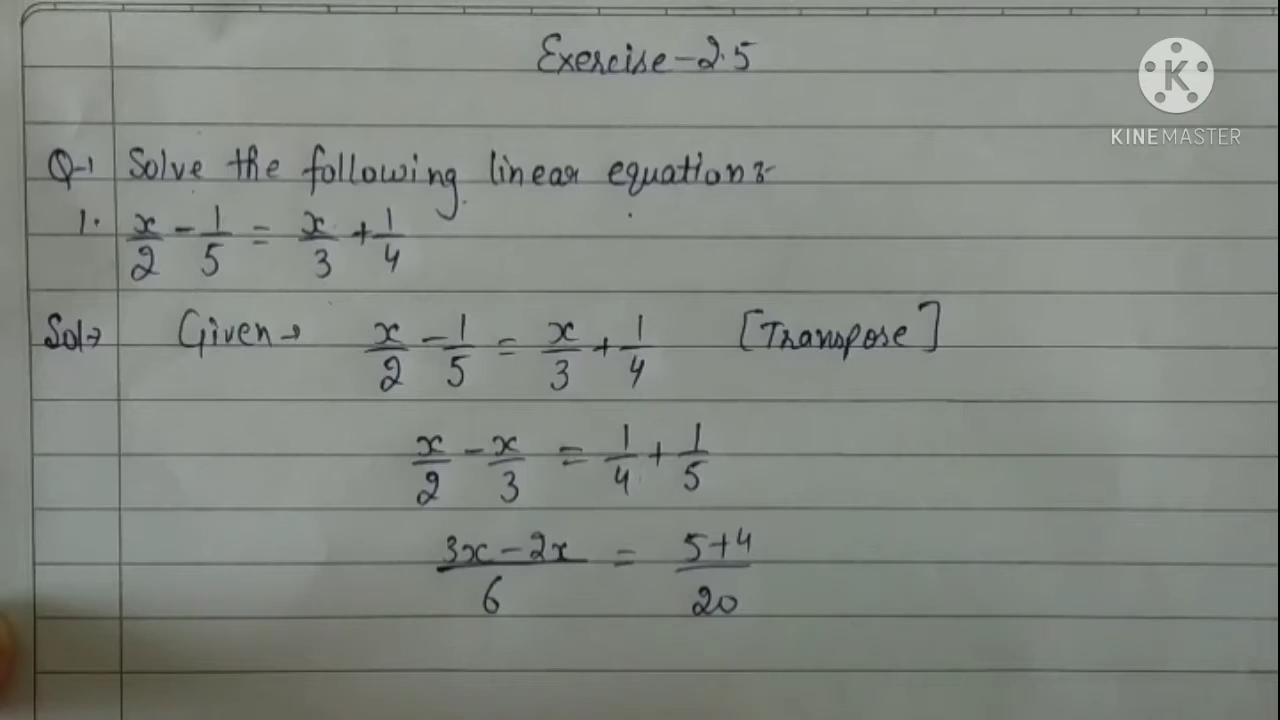 Exercise-2.5
K
KINEMASTER
Q-1 Solve the following linear equation:-
1. x/2 - 1/5 = x/3 + 1/4
Sol→ Given→ x/2 - 1/5 = x/3 + 1/4 [Transpose]
x/2 - x/3 = 1/4 + 1/5
3x-2x/6 = 5+4/20